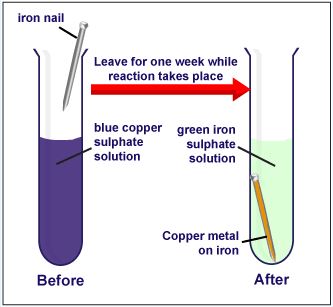 iron nail
Leave for one week while
reaction takes place
blue copper
sulphate
solution
green iron
sulphate
solution
Copper metal
on iron
Before
After